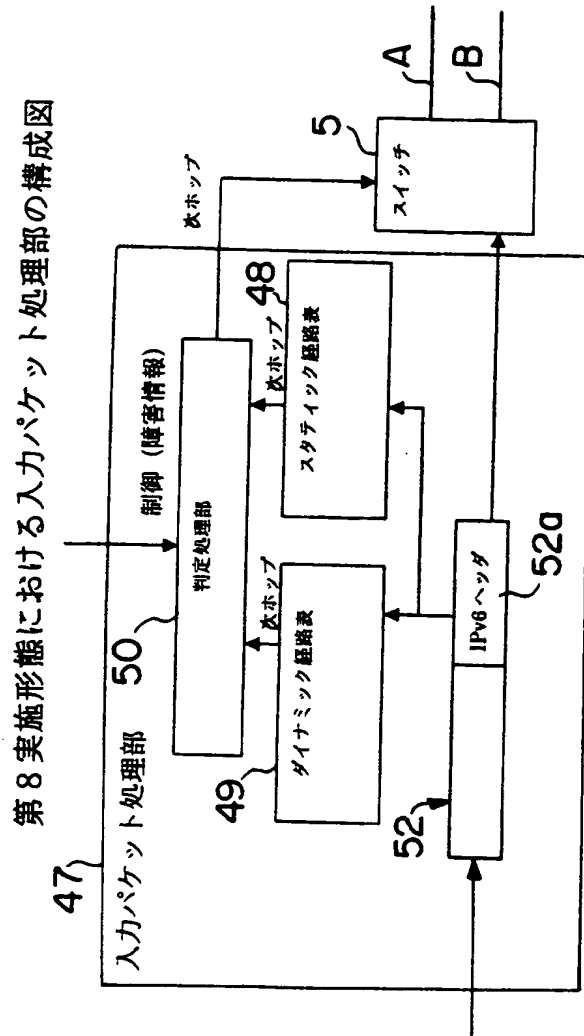 第8実施形態における入力パケット処理部の構成図
47
入力パケット処理部
制御（障害情報）
50
判定処理部
次ホップ
次ホップ
次ホップ
49
ダイナミック経路表
48
スタティック経路表
5
スイッチ
A
B
52
IPv6ヘッダ
52a